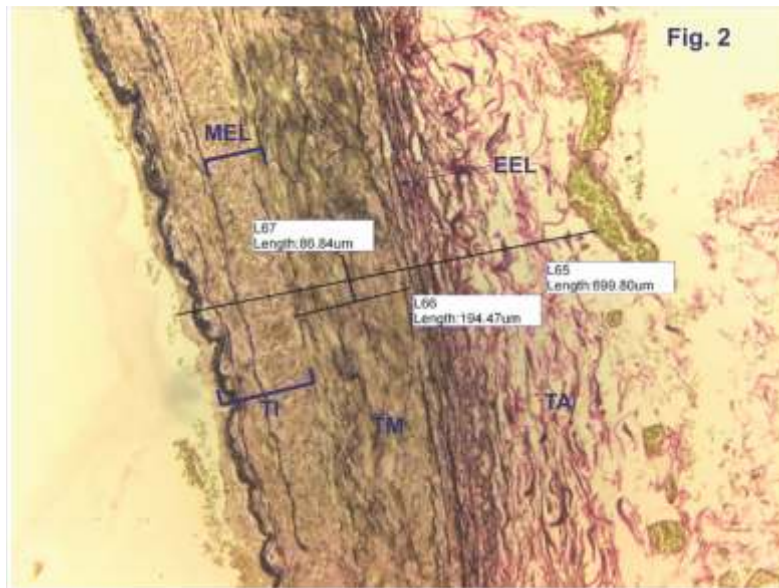 Fig. 2
MEL
EEL
L67
Length:86.84um
L65
Length:699.80um
L66
Length:194.47um
TI
TM
TA